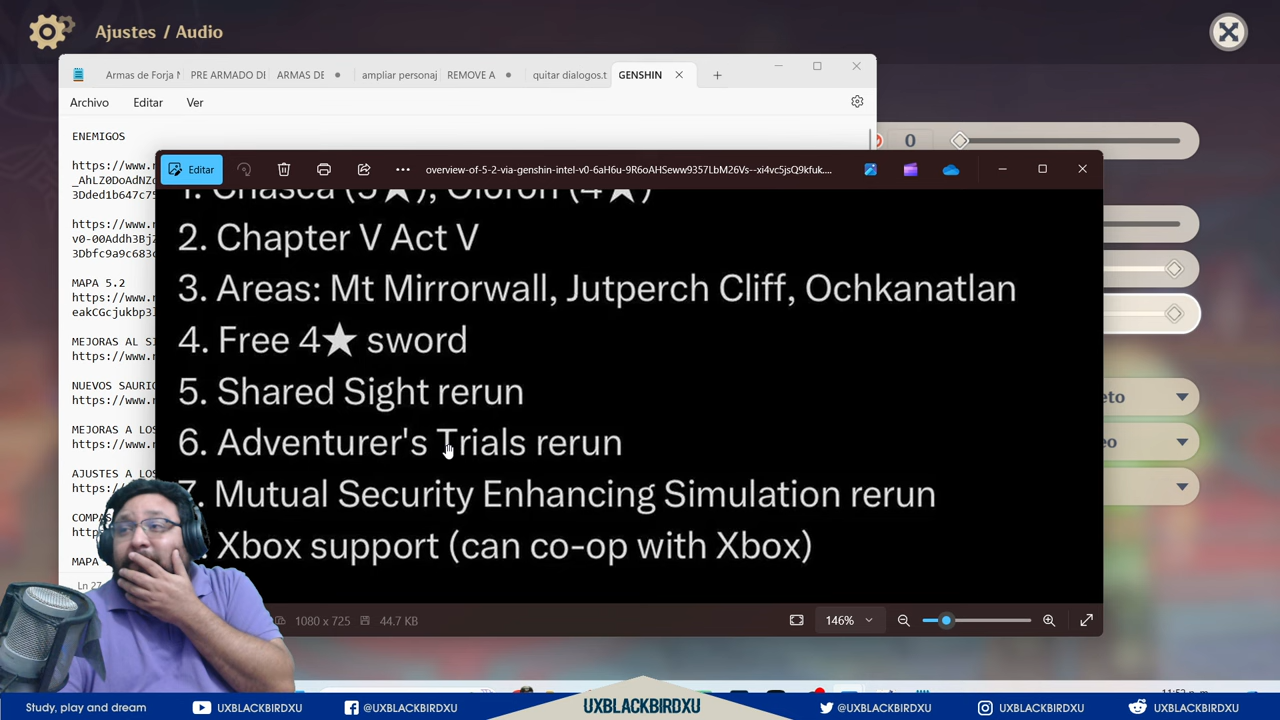 Ajustes / Audio
Armas de Forja PRE ARMADO DI ARMAS DE ampliar personaj REMOVE A quitar dialogos.t GENSHIN
Archivo Editar Ver
ENEMIGOS
0
https://www.
Editar
overview-of-5-2-via-genshin-intel-v0-6aH6u-9R6oAHSeww9357LbM26Vs--xi4vc5jsQ9kfuk....
1. Chasca (5★), Ororon (4★)
2. Chapter V Act V
3. Areas: Mt Mirrorwall, Jutperch Cliff, Ochkanatlan
4. Free 4★ sword
5. Shared Sight rerun
6. Adventurer's Trials rerun
7. Mutual Security Enhancing Simulation rerun
Xbox support (can co-op with Xbox)
MAPA 5.2
MEJORAS AL
https://www.
https://www.
MEJORAS A LOS
https://www.
AJUSTES A LOS
MAPA
1080 x 725 44.7 KB
146%
Study, play and dream UXBLACKBIRDXU @UXBLACKBIRDXU UXBLACKBIRDXU @UXBLACKBIRDXU UXBLACKBIRDXU UXBLACKBIRDXU